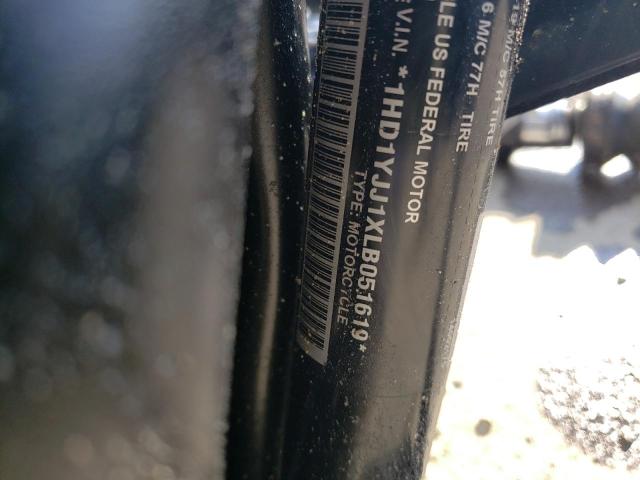 6 M/C 77H TIRE
LE US FEDERAL MOTOR
E V.I.N *1HD1YJJ1XLB051619*
TYPE: MOTORCYCLE